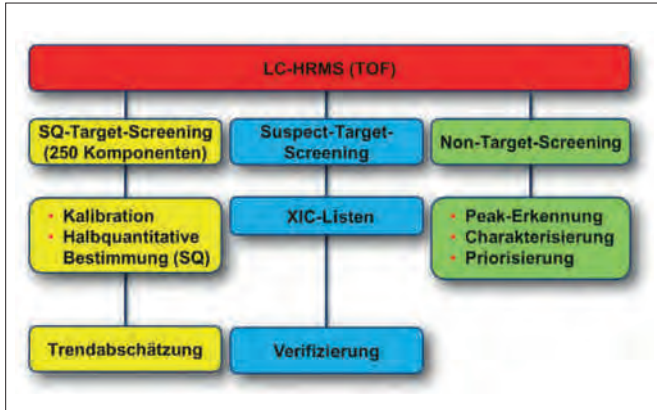 LC-HRMS (TOF)
SQ-Target-Screening
(250 Komponenten)
Suspect-Target-
Screening
Non-Target-Screening
• Kalibration
• Halbquantitative
Bestimmung (SQ)
XIC-Listen
• Peak-Erkennung
• Charakterisierung
• Priorisierung
Trendabschätzung
Verifizierung